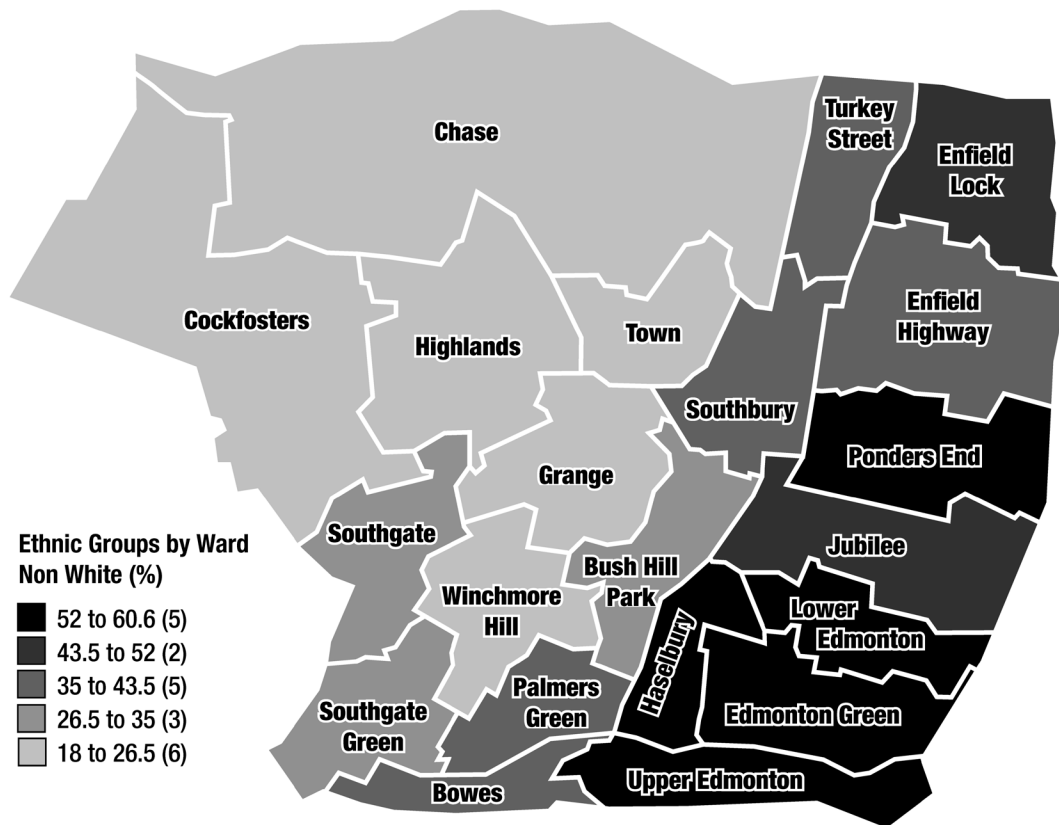 Chase
Turkey
Street
Enfield
Lock
Cockfosters
Highlands
Town
Enfield
Highway
Southbury
Ponders End
Grange
Southgate
Jubilee
Bush Hill
Park
Winchmore
Hill
Lower
Edmonton
Haselbury
Palmers
Green
Southgate
Green
Edmonton Green
Upper Edmonton
Bowes
Ethnic Groups by Ward
Non White (%)
52 to 60.6 (5)
43.5 to 52 (2)
35 to 43.5 (5)
26.5 to 35 (3)
18 to 26.5 (6)